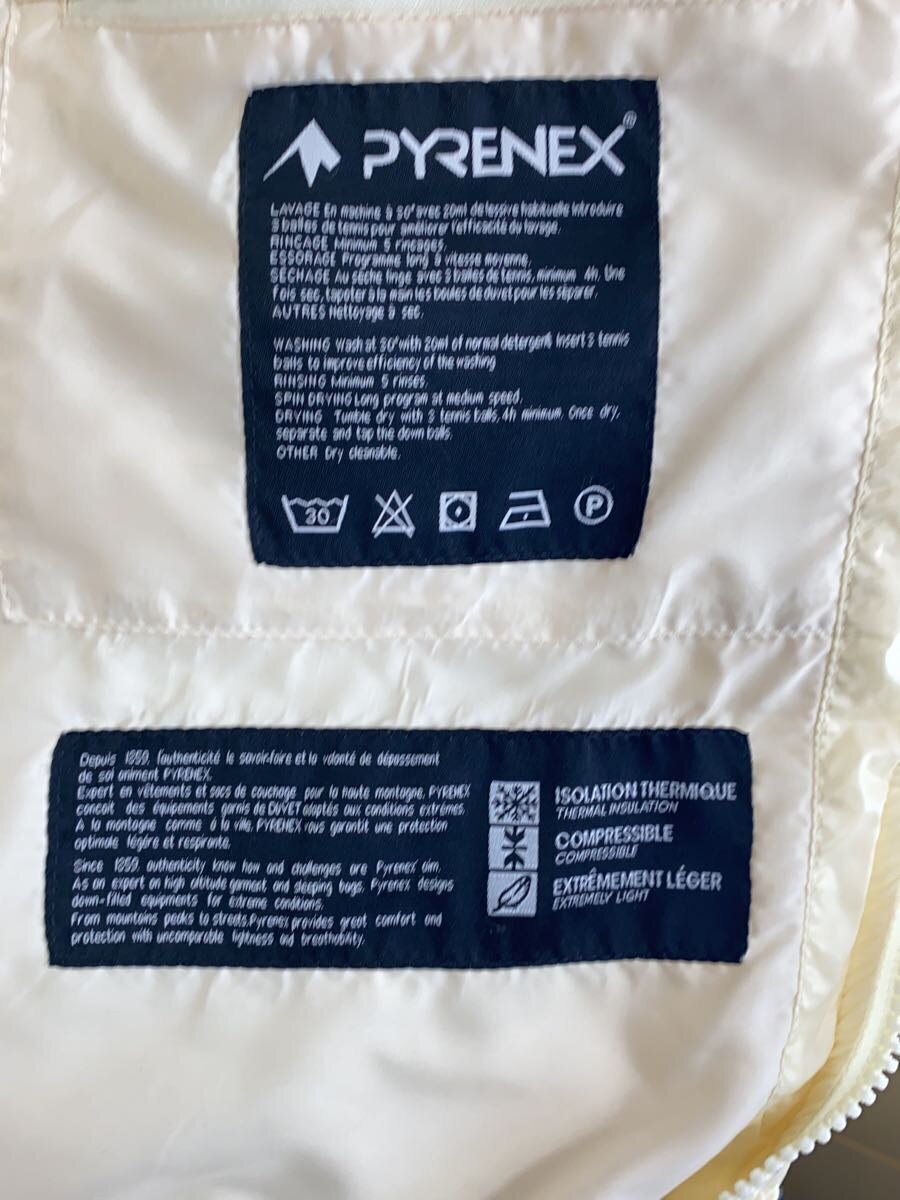 PYRENEX®
LAVAGE En machine à 30° avec 20ml de lessive habituelle Introduire
3 balles de tennis pour améliorer l'efficacité du lavage.
RINCAGE Minimum 5 rincages.
ESSORAGE Programme long à vitesse moyenne.
SECHAGE Au sèche linge avec 3 balles de tennis, minimum 4h. Une
fois sec, tapoter à la main les boules de duvet pour les séparer.
AUTRES Nettoyage à sec.
WASHING Wash at 30° with 20ml of normal detergent Insert 3 tennis
balls to improve efficiency of the washing
RINSING Minimum 5 rinses.
SPIN DRYING Long program at medium speed.
DRYING Tumble dry with 3 tennis balls, 4h minimum. Once dry,
separate and tap the down balls.
OTHER Dry cleanable.
30 P
Depuis 1859, l'authenticité le savoir-faire et la volonté de dépassement
de soi animent PYRENEX.
Expert en vêtements et sacs de couchage pour la haute montagne, PYRENEX
concoit des équipements garnis de DUVET adaptés aux conditions extrêmes.
A la montagne comme à la ville, PYRENEX vous garantit une protection
optimale légère et respirante.
Since 1859, authenticity know how and challenges are Pyrenex aim.
As an expert on high altitude garment and sleeping bags, Pyrenex designs
down-filled equipments for extreme conditions.
From mountains peaks to streets, Pyrenex provides great comfort and
protection with uncomparable lightness and breathability.
ISOLATION THERMIQUE
THERMAL INSULATION
COMPRESSIBLE
COMPRESSIBLE
EXTRÊMEMENT LÉGER
EXTREMELY LIGHT